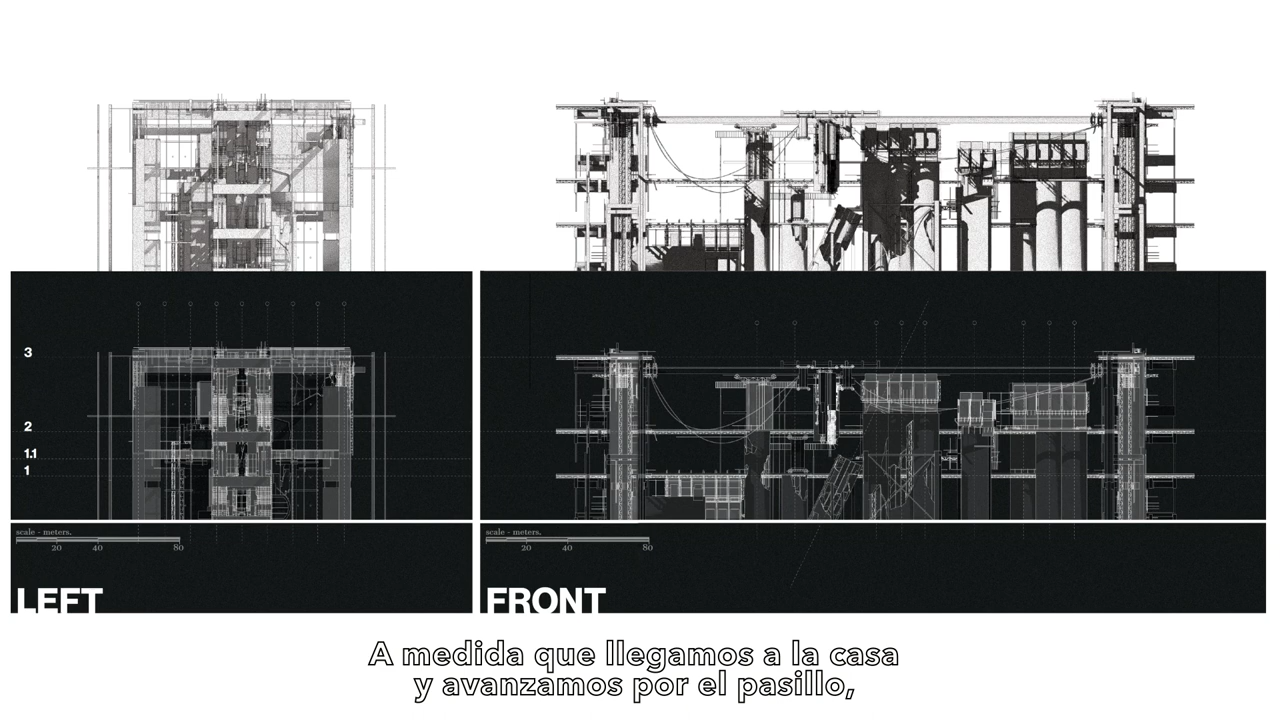 3
2
1.1
1
scale - meters.
20 40 80
LEFT
scale - meters.
20 40 80
FRONT
A medida que llegamos a la casa
y avanzamos por el pasillo,